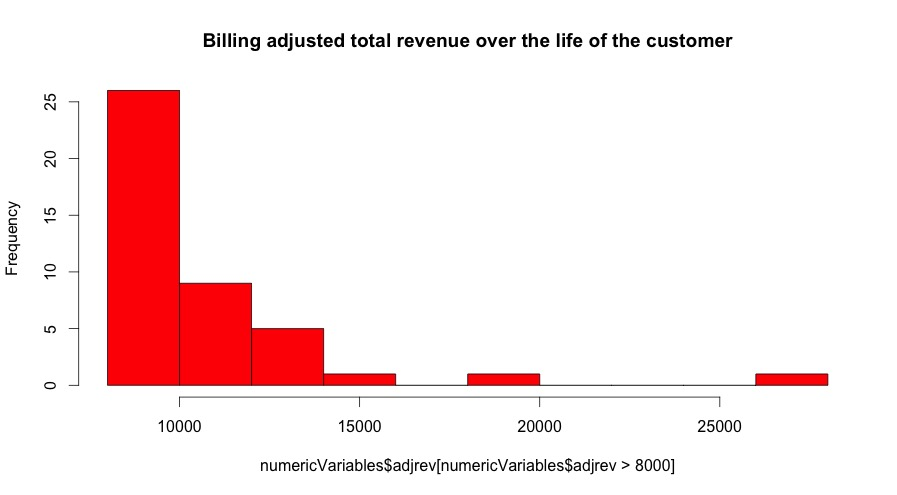 Billing adjusted total revenue over the life of the customer
Frequency
25
20
15
10
5
0
10000 15000 20000 25000
numericVariables$adjrev[numericVariables$adjrev > 8000]